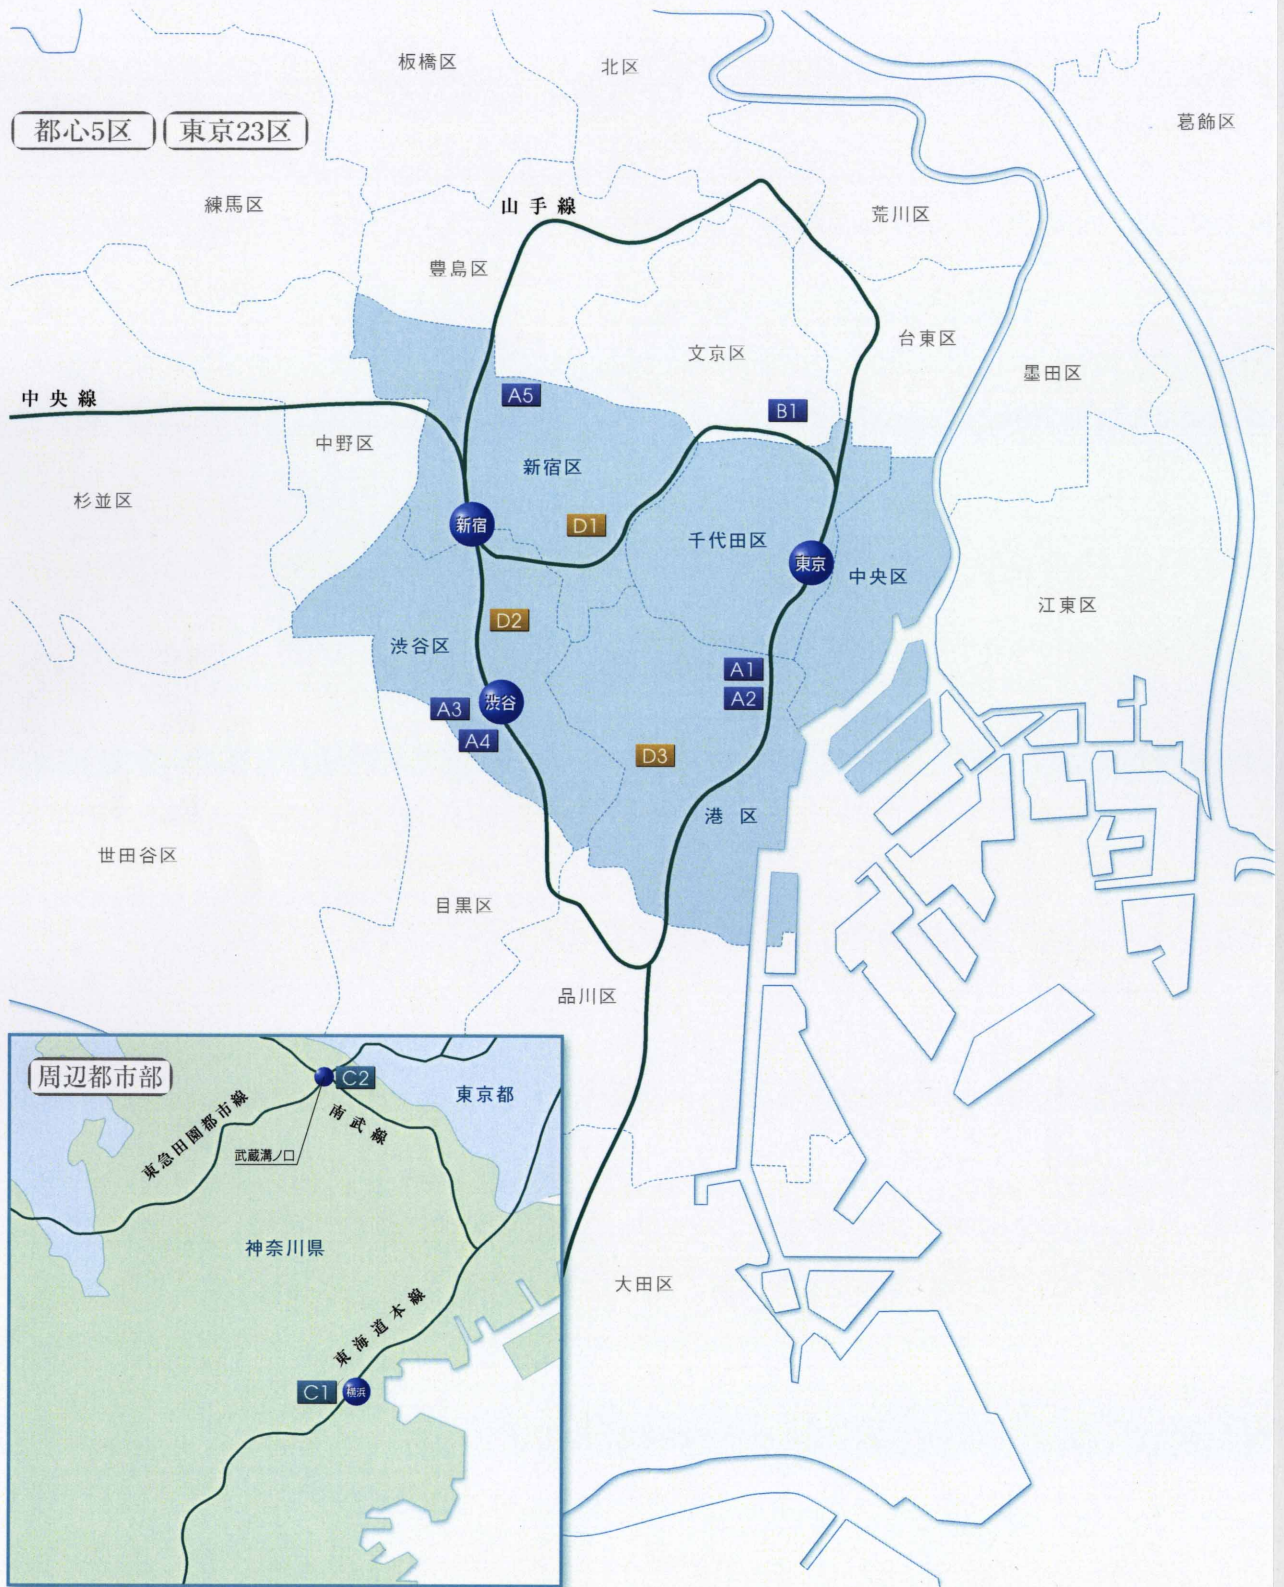 板橋区
北区
都心5区
東京23区
葛飾区
練馬区
山手線
荒川区
豊島区
台東区
文京区
墨田区
中央線
A5
B1
中野区
新宿区
杉並区
新宿
D1
千代田区
東京
中央区
江東区
D2
渋谷区
A1
A2
渋谷
A3
A4
D3
港 区
世田谷区
目黒区
品川区
周辺都市部
C2
東京都
東急田園都市線
南武線
武蔵溝ノ口
神奈川県
大田区
東海道本線
C1
横浜